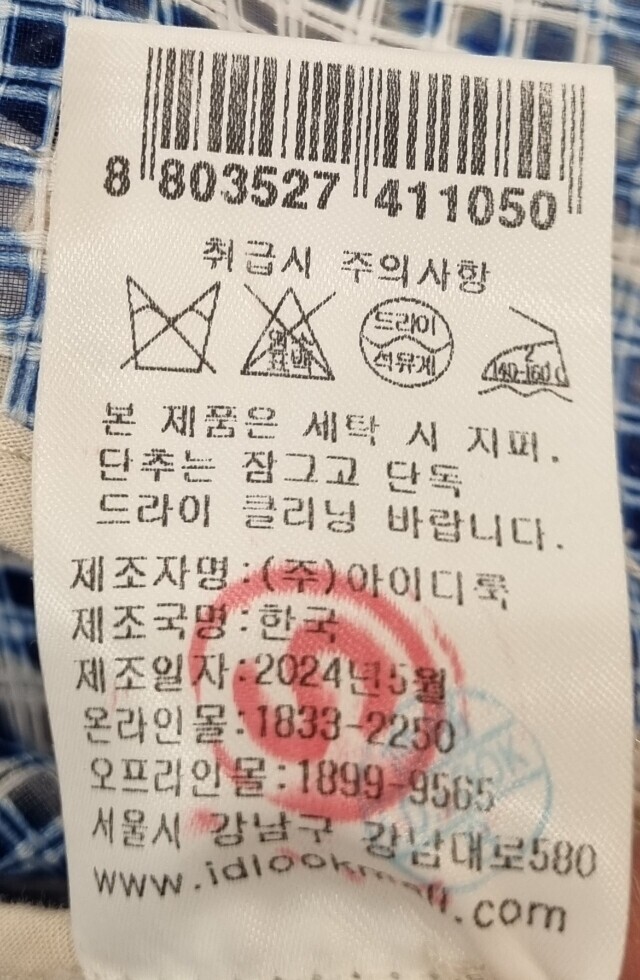 8 803527 411050
취급시 주의사항
염소
표백
드라이
석유계
2
140-160℃
본 제품은 세탁 시 지퍼.
단추는 잠그고 단독
드라이 클리닝 바랍니다.
제조자명:(주)아이디룩
제조국명:한국
제조일자:2024년5월
온라인몰:1833-2250
오프라인몰:1899-9565
서울시 강남구 강남대로580
www.idlookmall.com